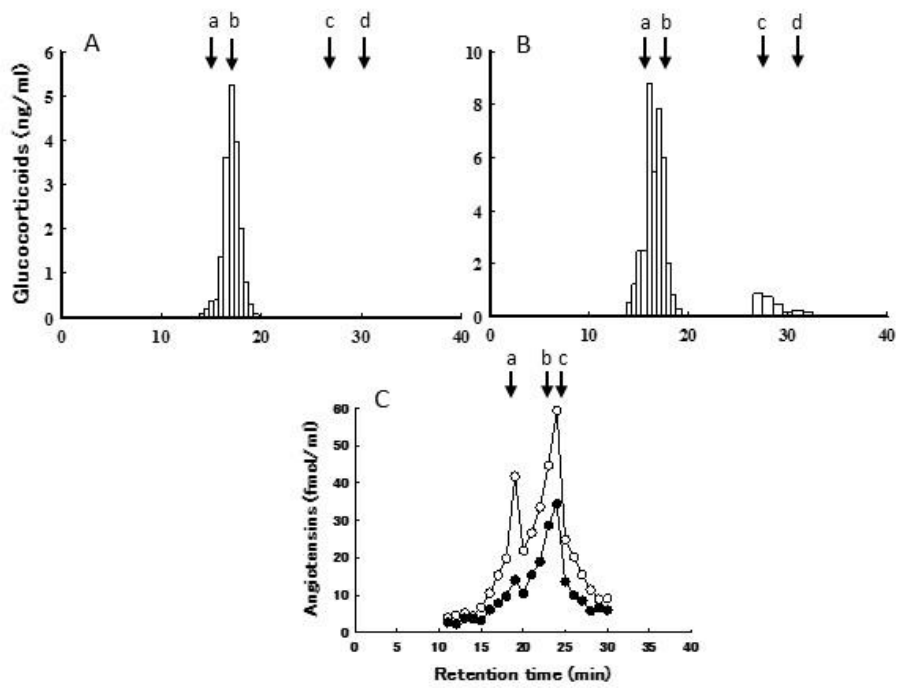 a b c d
A
6
5
4
3
2
1
0
0 10 20 30 40
Glucocorticoids (ng/ml)
a b c d
B
10
8
6
4
2
0
0 10 20 30 40
a b c
C
60
50
40
30
20
10
0
0 5 10 15 20 25 30 35 40
Angiotensins (fmol/ml)
Retention time (min)